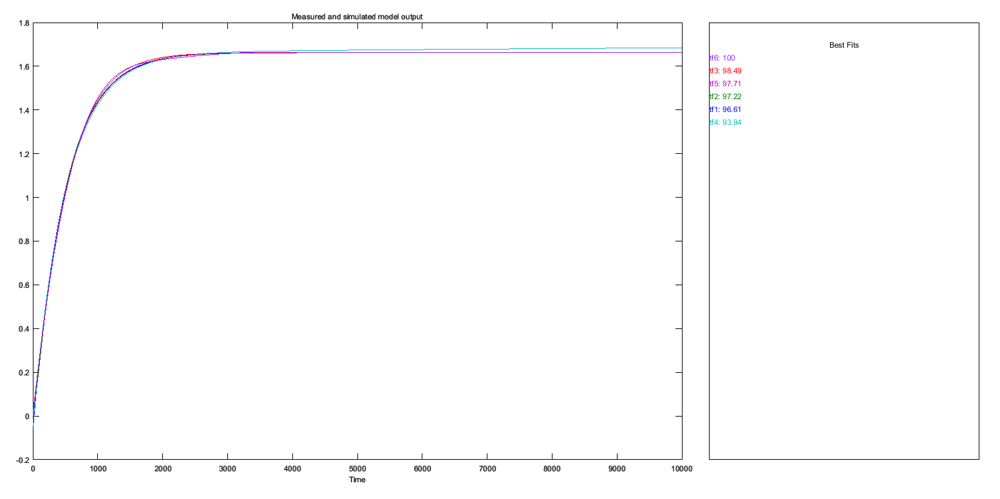 Measured and simulated model output
1.8
1.6
1.4
1.2
1
0.8
0.6
0.4
0.2
0
-0.2
0 1000 2000 3000 4000 5000 6000 7000 8000 9000 10000
Time
Best Fits
tf6: 100
tf3: 98.49
tf5: 97.71
tf2: 97.22
tf1: 96.61
tf4: 93.94